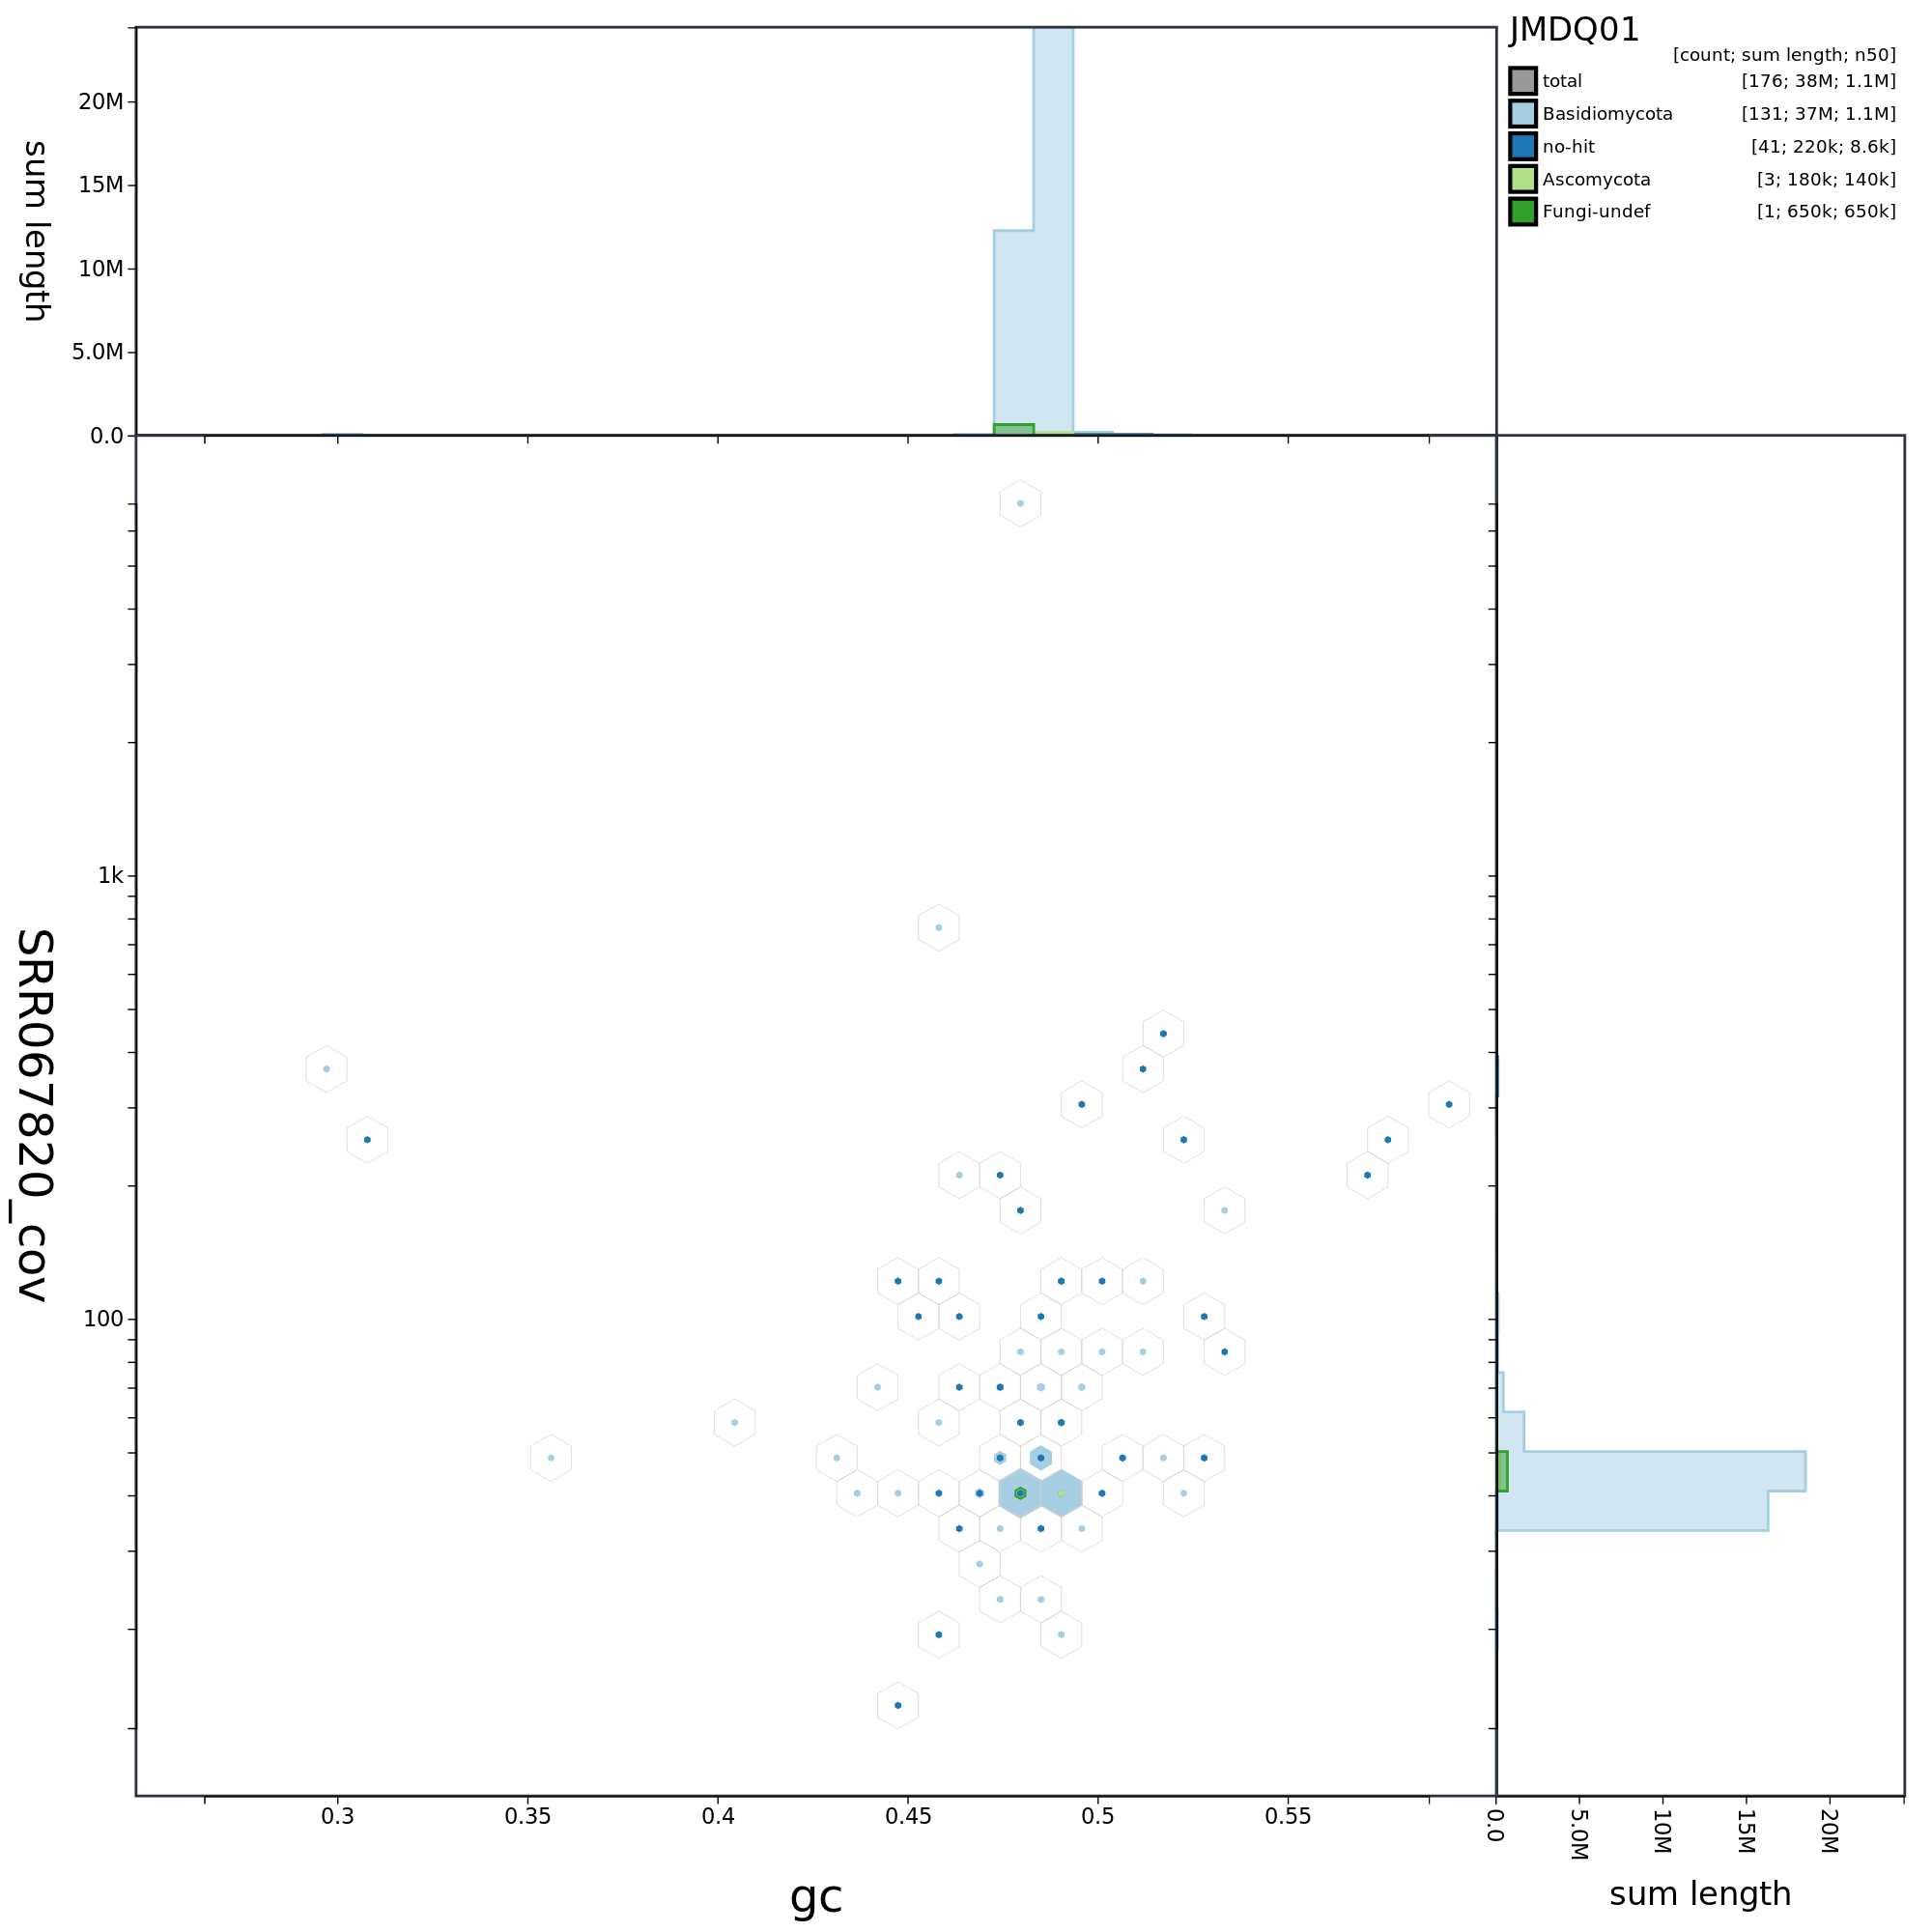 JMDQ01
[count; sum length; n50]
total [176; 38M; 1.1M]
Basidiomycota [131; 37M; 1.1M]
no-hit [41; 220k; 8.6k]
Ascomycota [3; 180k; 140k]
Fungi-undef [1; 650k; 650k]
sum length
20M
15M
10M
5.0M
0.0
SRR067820_cov
1k
100
0.3 0.35 0.4 0.45 0.5 0.55
gc
0.0 5.0M 10M 15M 20M
sum length